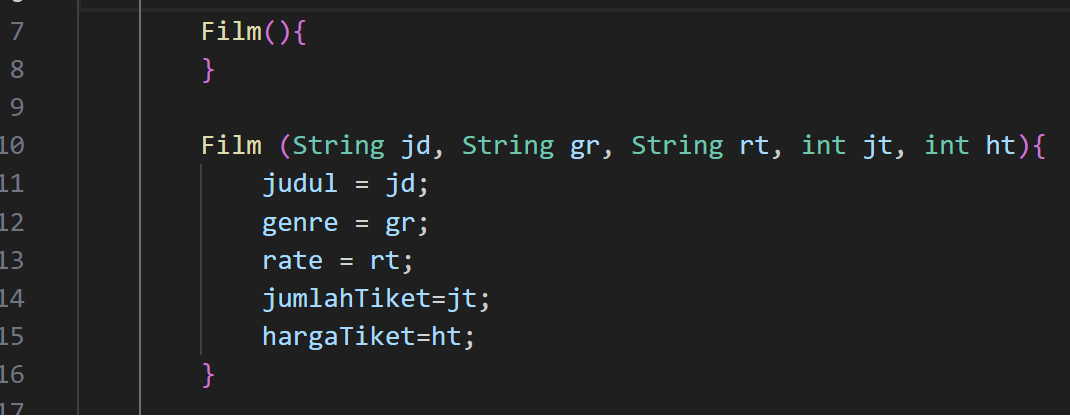 7 Film(){
8 }
9
10 Film (String jd, String gr, String rt, int jt, int ht){
11 judul = jd;
12 genre = gr;
13 rate = rt;
14 jumlahTiket=jt;
15 hargaTiket=ht;
16 }
17